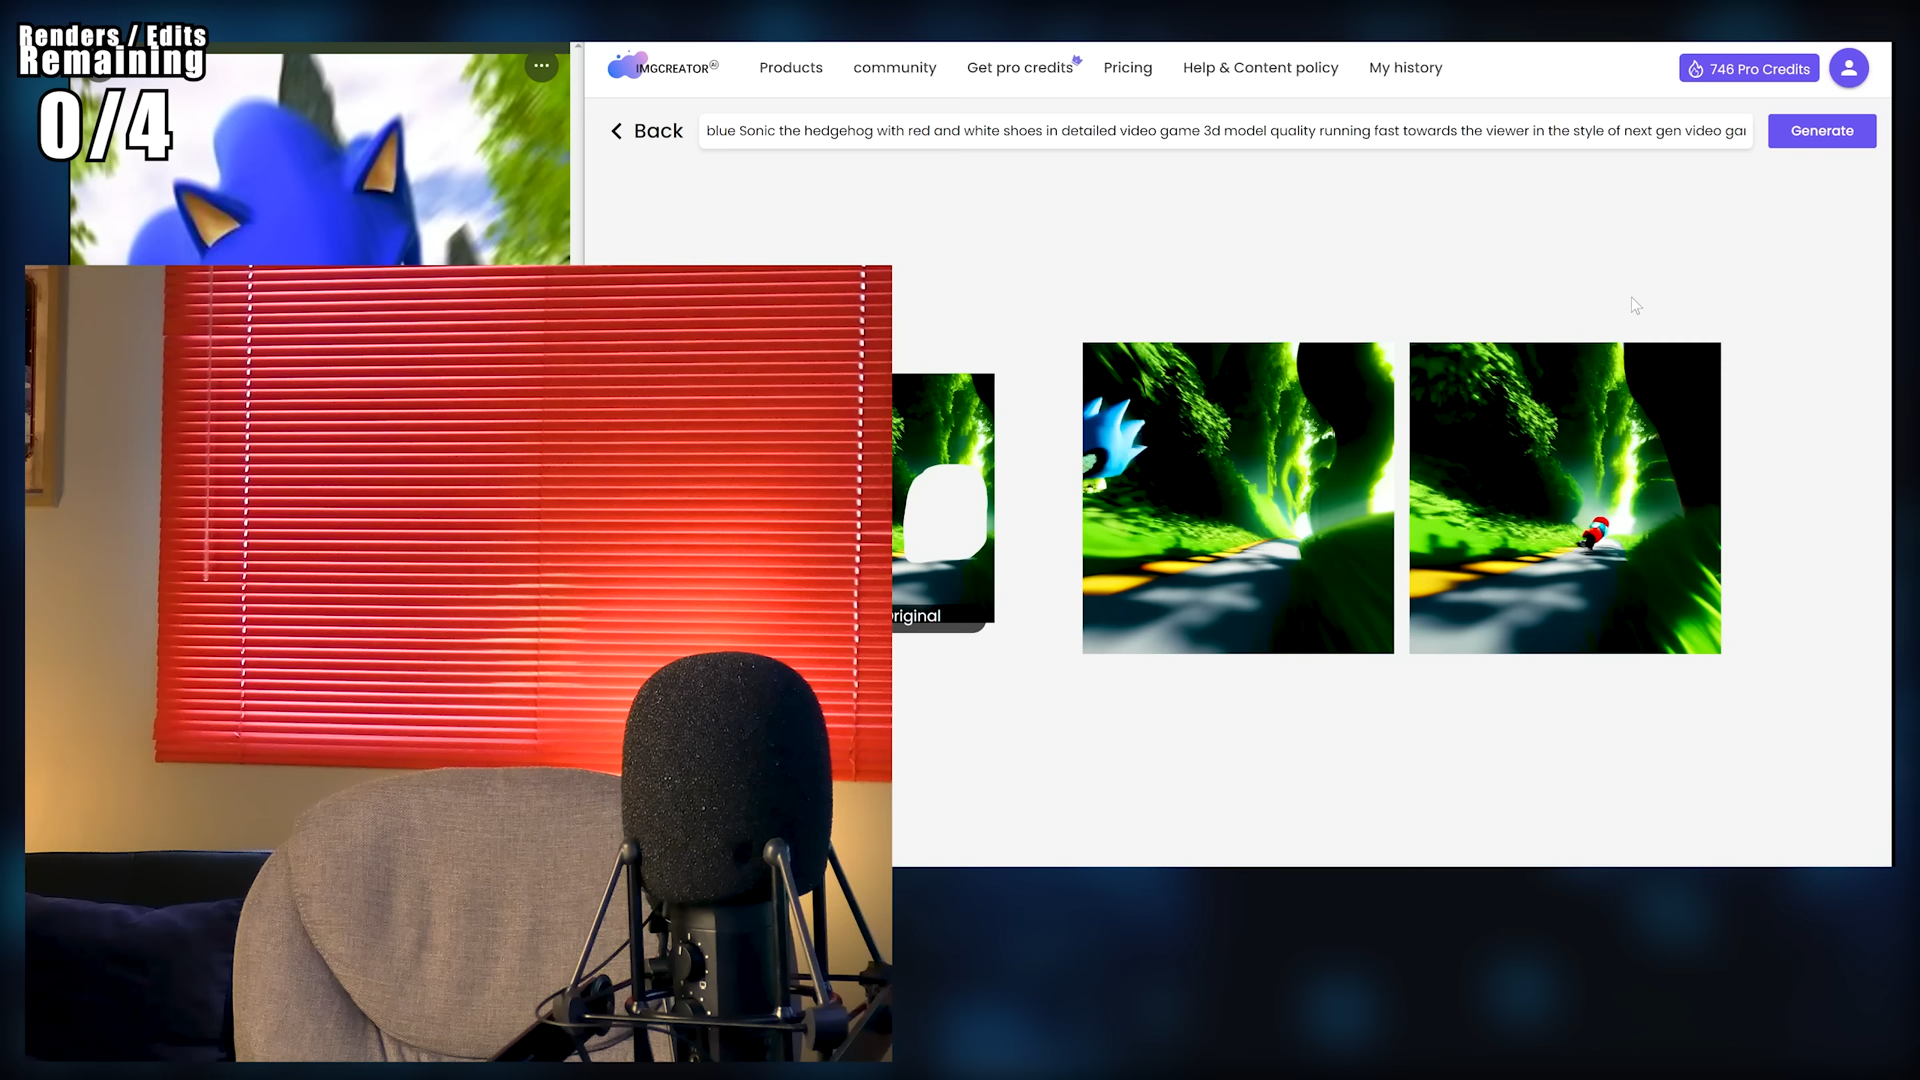 Renders / Edits
Remaining
0/4
IMGCREATOR AI
Products
community
Get pro credits
Pricing
Help & Content policy
My history
746 Pro Credits
Back
blue Sonic the hedgehog with red and white shoes in detailed video game 3d model quality running fast towards the viewer in the style of next gen video
Generate